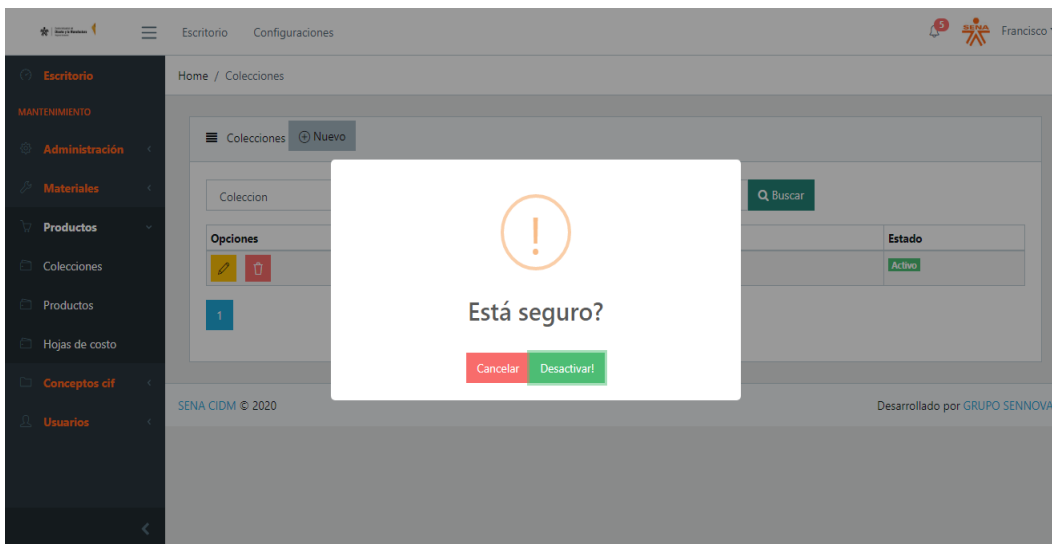 Escritorio Configuraciones 5 SENA Francisco
Escritorio
Home / Colecciones
MANTENIMIENTO
Administración
Colecciones Nuevo
Materiales
Coleccion Buscar
Productos
Opciones Estado
Colecciones
Activo
Productos
1
Está seguro?
Hojas de costo
Cancelar Desactivar!
Conceptos cif
SENA CIDM © 2020 Desarrollado por GRUPO SENNOVA
Usuarios